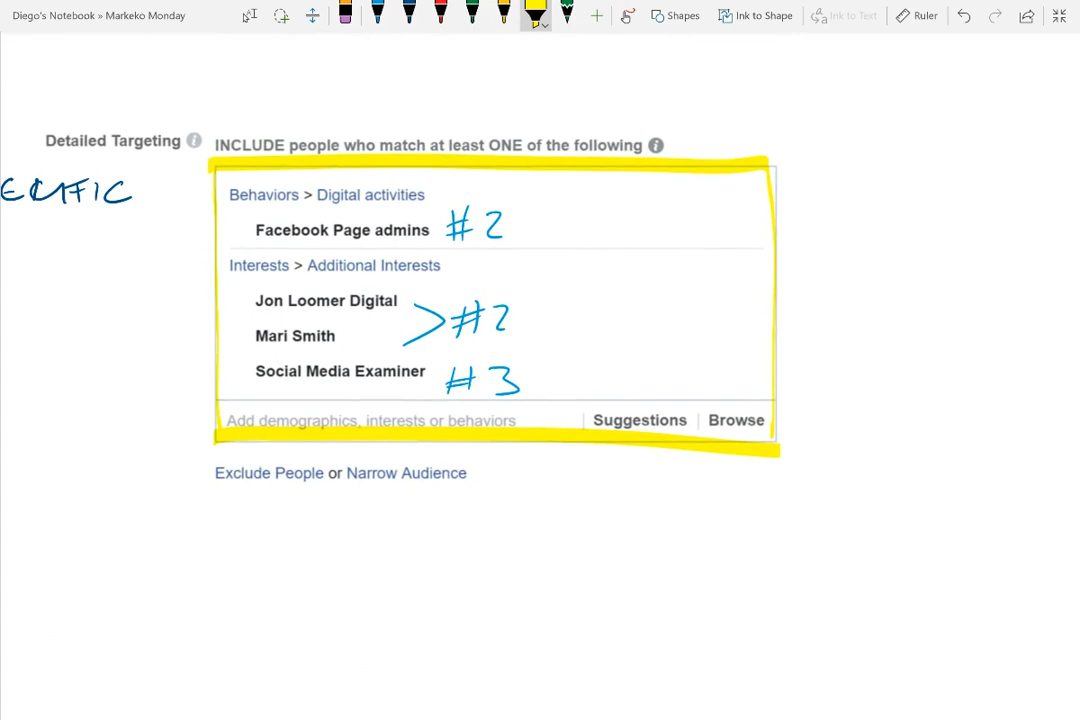 Diego's Notebook » Markeko Monday
Shapes Ink to Shape Ink to Text Ruler
Detailed Targeting
INCLUDE people who match at least ONE of the following
Behaviors > Digital activities
Facebook Page admins #2
Interests > Additional Interests
Jon Loomer Digital
Mari Smith
#2
Social Media Examiner #3
Add demographics, interests or behaviors Suggestions Browse
Exclude People or Narrow Audience